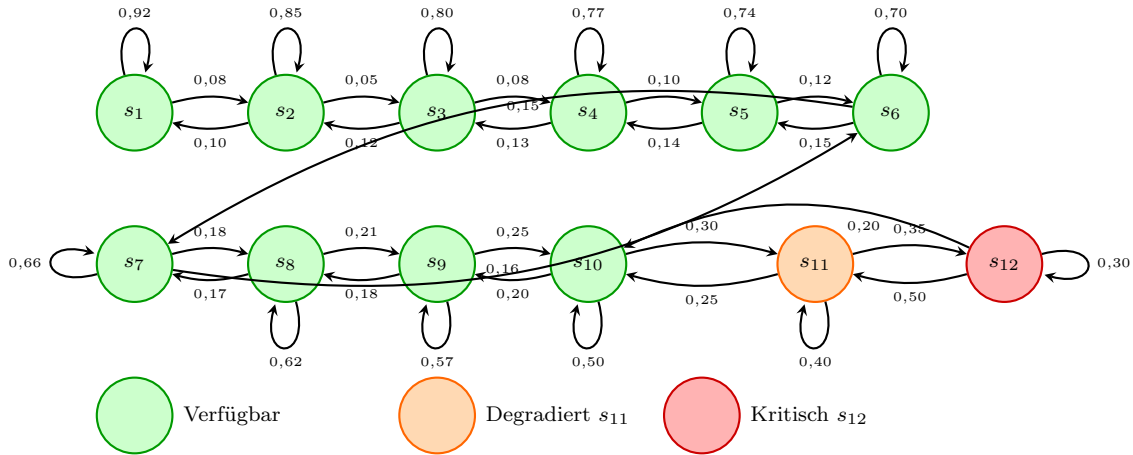 0,92 0,85 0,80 0,77 0,74 0,70
0,08 0,05 0,08 0,10 0,12
s1 s2 s3 0,15 s4 s5 s6
0,10 0,12 0,13 0,14 0,15
0,18 0,21 0,25 0,30 0,20 0,35
0,66 s7 s8 s9 0,16 s10 s11 s12 0,30
0,17 0,18 0,20 0,25 0,50
0,62 0,57 0,50 0,40
Verfügbar
Degradiert s11
Kritisch s12